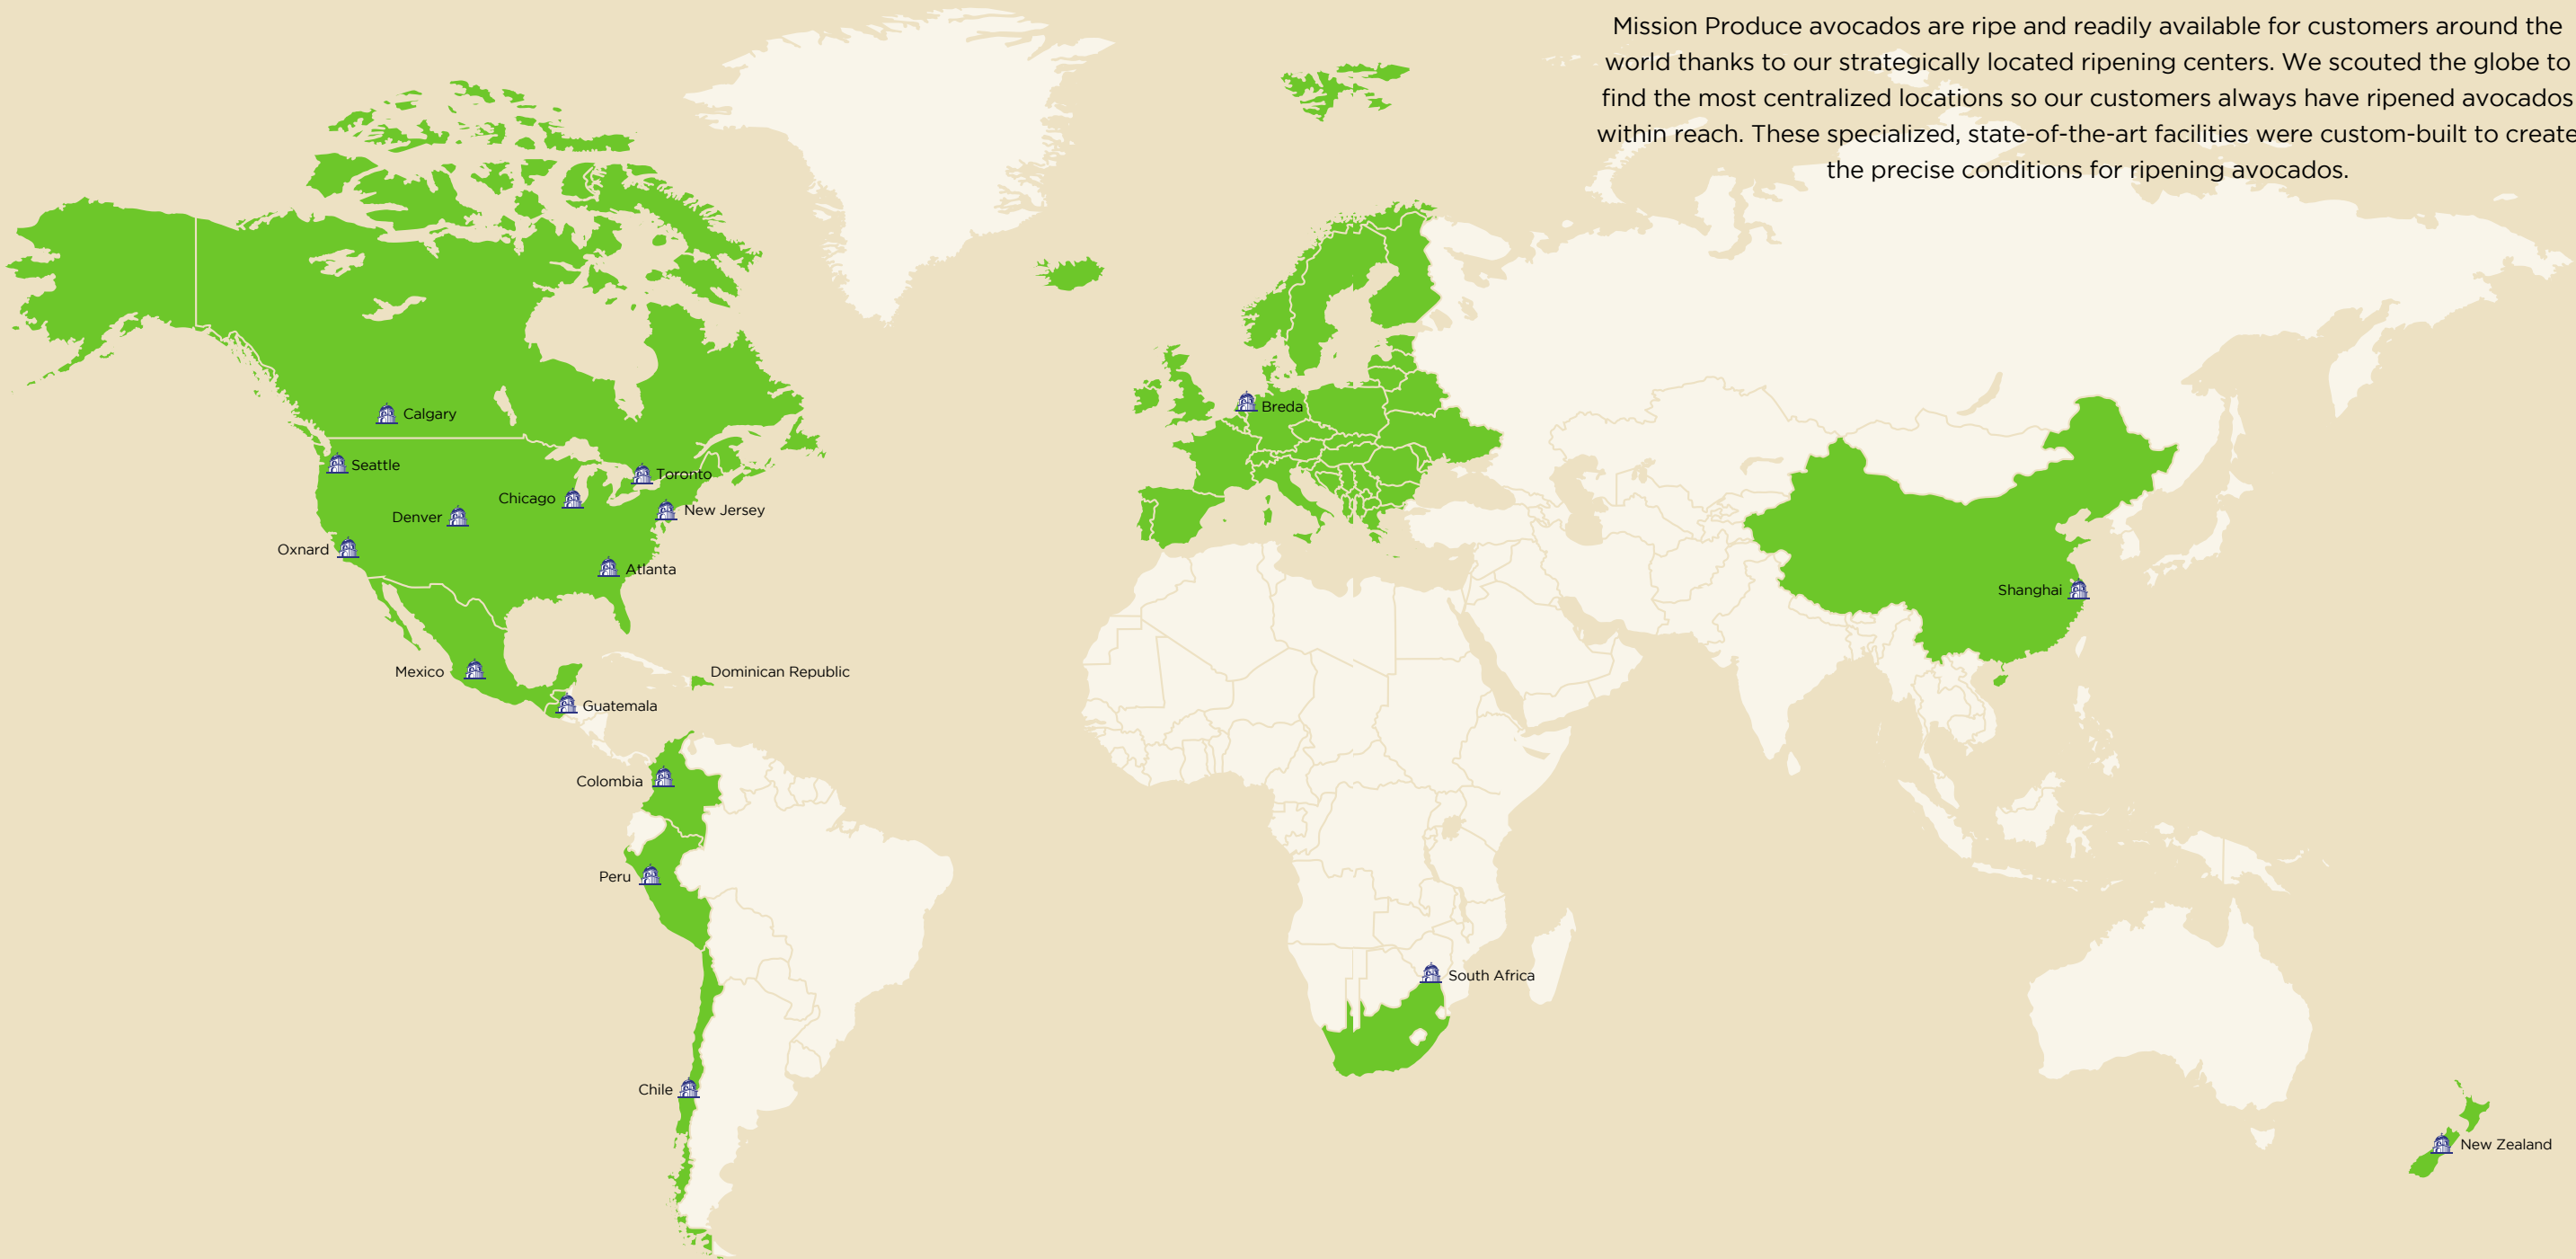 Mission Produce avocados are ripe and readily available for customers around the
world thanks to our strategically located ripening centers. We scouted the globe to
find the most centralized locations so our customers always have ripened avocados
within reach. These specialized, state-of-the-art facilities were custom-built to create
the precise conditions for ripening avocados.
Calgary
Breda
Seattle
Toronto
Chicago
New Jersey
Denver
Oxnard
Atlanta
Shanghai
Mexico
Dominican Republic
Guatemala
Colombia
Peru
South Africa
Chile
New Zealand